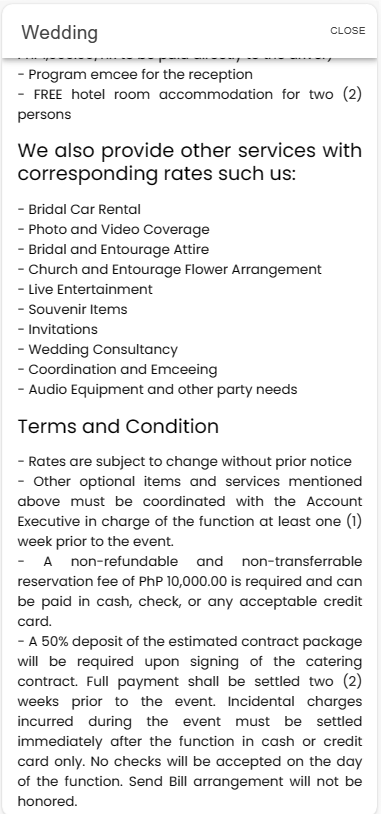 Wedding
CLOSE
- Program emcee for the reception
- FREE hotel room accommodation for two (2)
persons
We also provide other services with
corresponding rates such us:
- Bridal Car Rental
- Photo and Video Coverage
- Bridal and Entourage Attire
- Church and Entourage Flower Arrangement
- Live Entertainment
- Souvenir Items
- Invitations
- Wedding Consultancy
- Coordination and Emceeing
- Audio Equipment and other party needs
Terms and Condition
- Rates are subject to change without prior notice
- Other optional items and services mentioned
above must be coordinated with the Account
Executive in charge of the function at least one (1)
week prior to the event.
- A non-refundable and non-transferrable
reservation fee of PhP 10,000.00 is required and can
be paid in cash, check, or any acceptable credit
card.
- A 50% deposit of the estimated contract package
will be required upon signing of the catering
contract. Full payment shall be settled two (2)
weeks prior to the event. Incidental charges
incurred during the event must be settled
immediately after the function in cash or credit
card only. No checks will be accepted on the day
of the function. Send Bill arrangement will not be
honored.